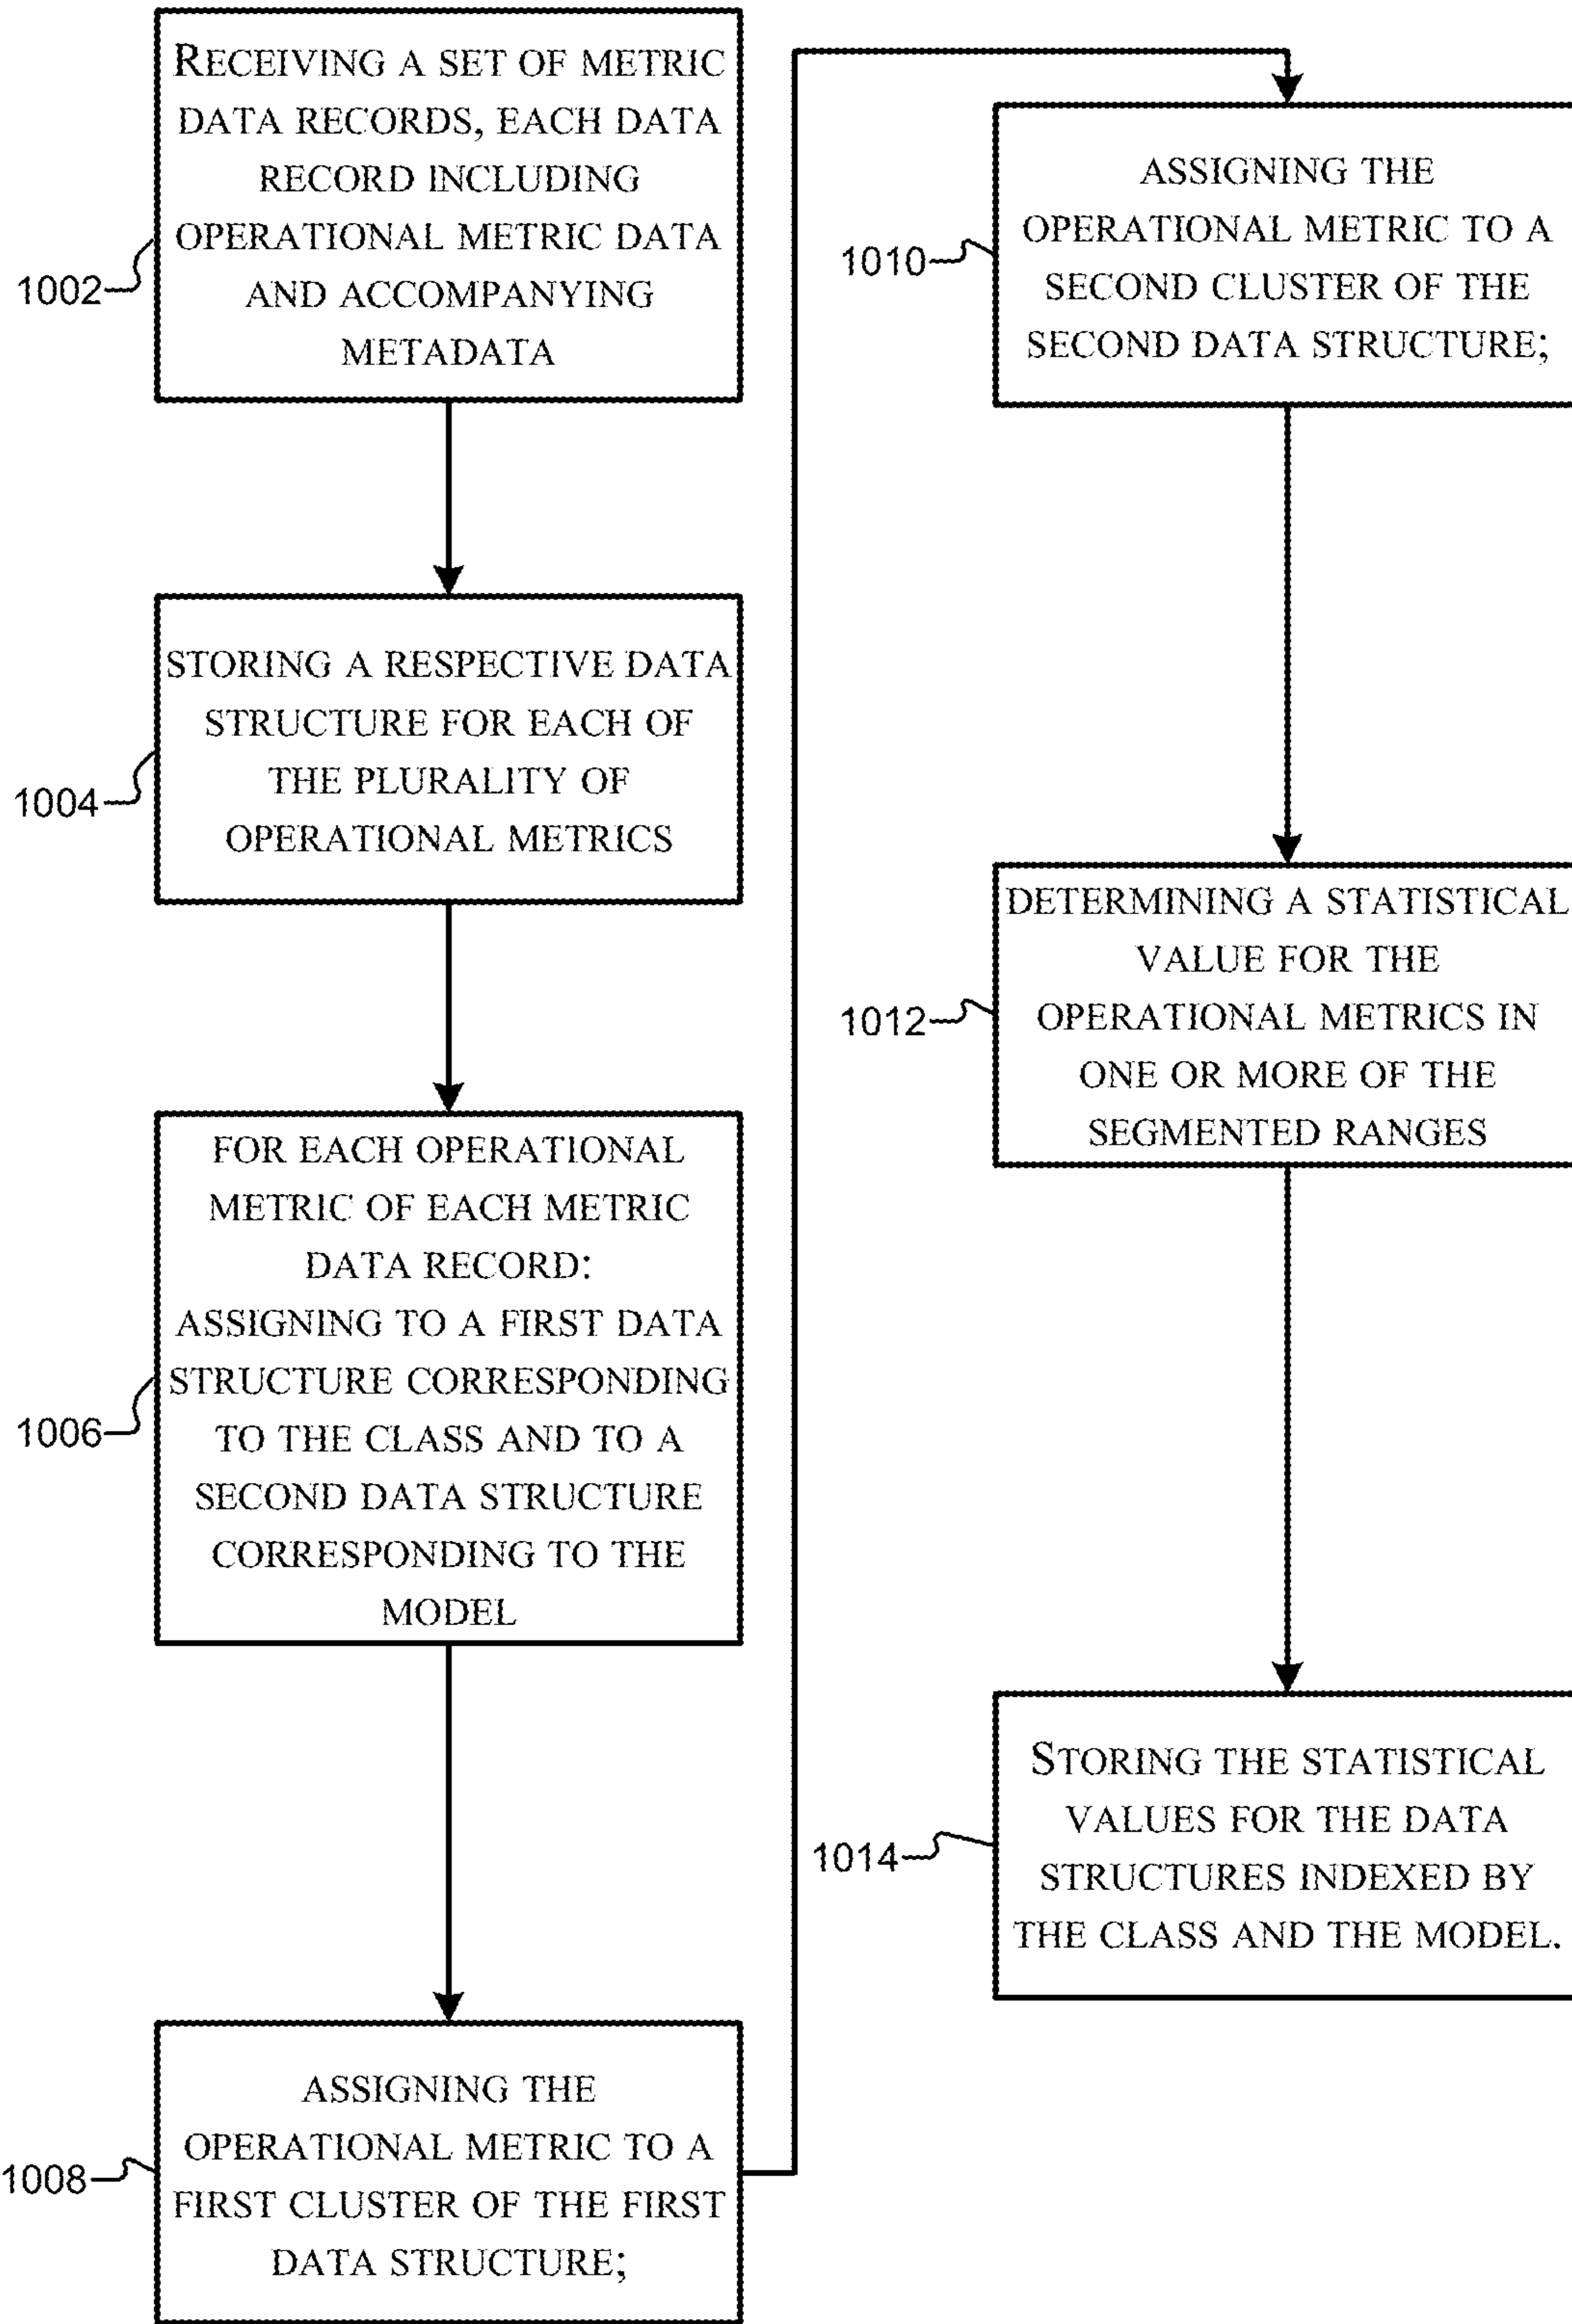 RECEIVING A SET OF METRIC
DATA RECORDS, EACH DATA
RECORD INCLUDING
OPERATIONAL METRIC DATA
AND ACCOMPANYING
METADATA
1002
STORING A RESPECTIVE DATA
STRUCTURE FOR EACH OF
THE PLURALITY OF
OPERATIONAL METRICS
1004
FOR EACH OPERATIONAL
METRIC OF EACH METRIC
DATA RECORD:
ASSIGNING TO A FIRST DATA
STRUCTURE CORRESPONDING
TO THE CLASS AND TO A
SECOND DATA STRUCTURE
CORRESPONDING TO THE
MODEL
1006
ASSIGNING THE
OPERATIONAL METRIC TO A
FIRST CLUSTER OF THE FIRST
DATA STRUCTURE;
1008
ASSIGNING THE
OPERATIONAL METRIC TO A
SECOND CLUSTER OF THE
SECOND DATA STRUCTURE;
1010
DETERMINING A STATISTICAL
VALUE FOR THE
OPERATIONAL METRICS IN
ONE OR MORE OF THE
SEGMENTED RANGES
1012
STORING THE STATISTICAL
VALUES FOR THE DATA
STRUCTURES INDEXED BY
THE CLASS AND THE MODEL.
1014